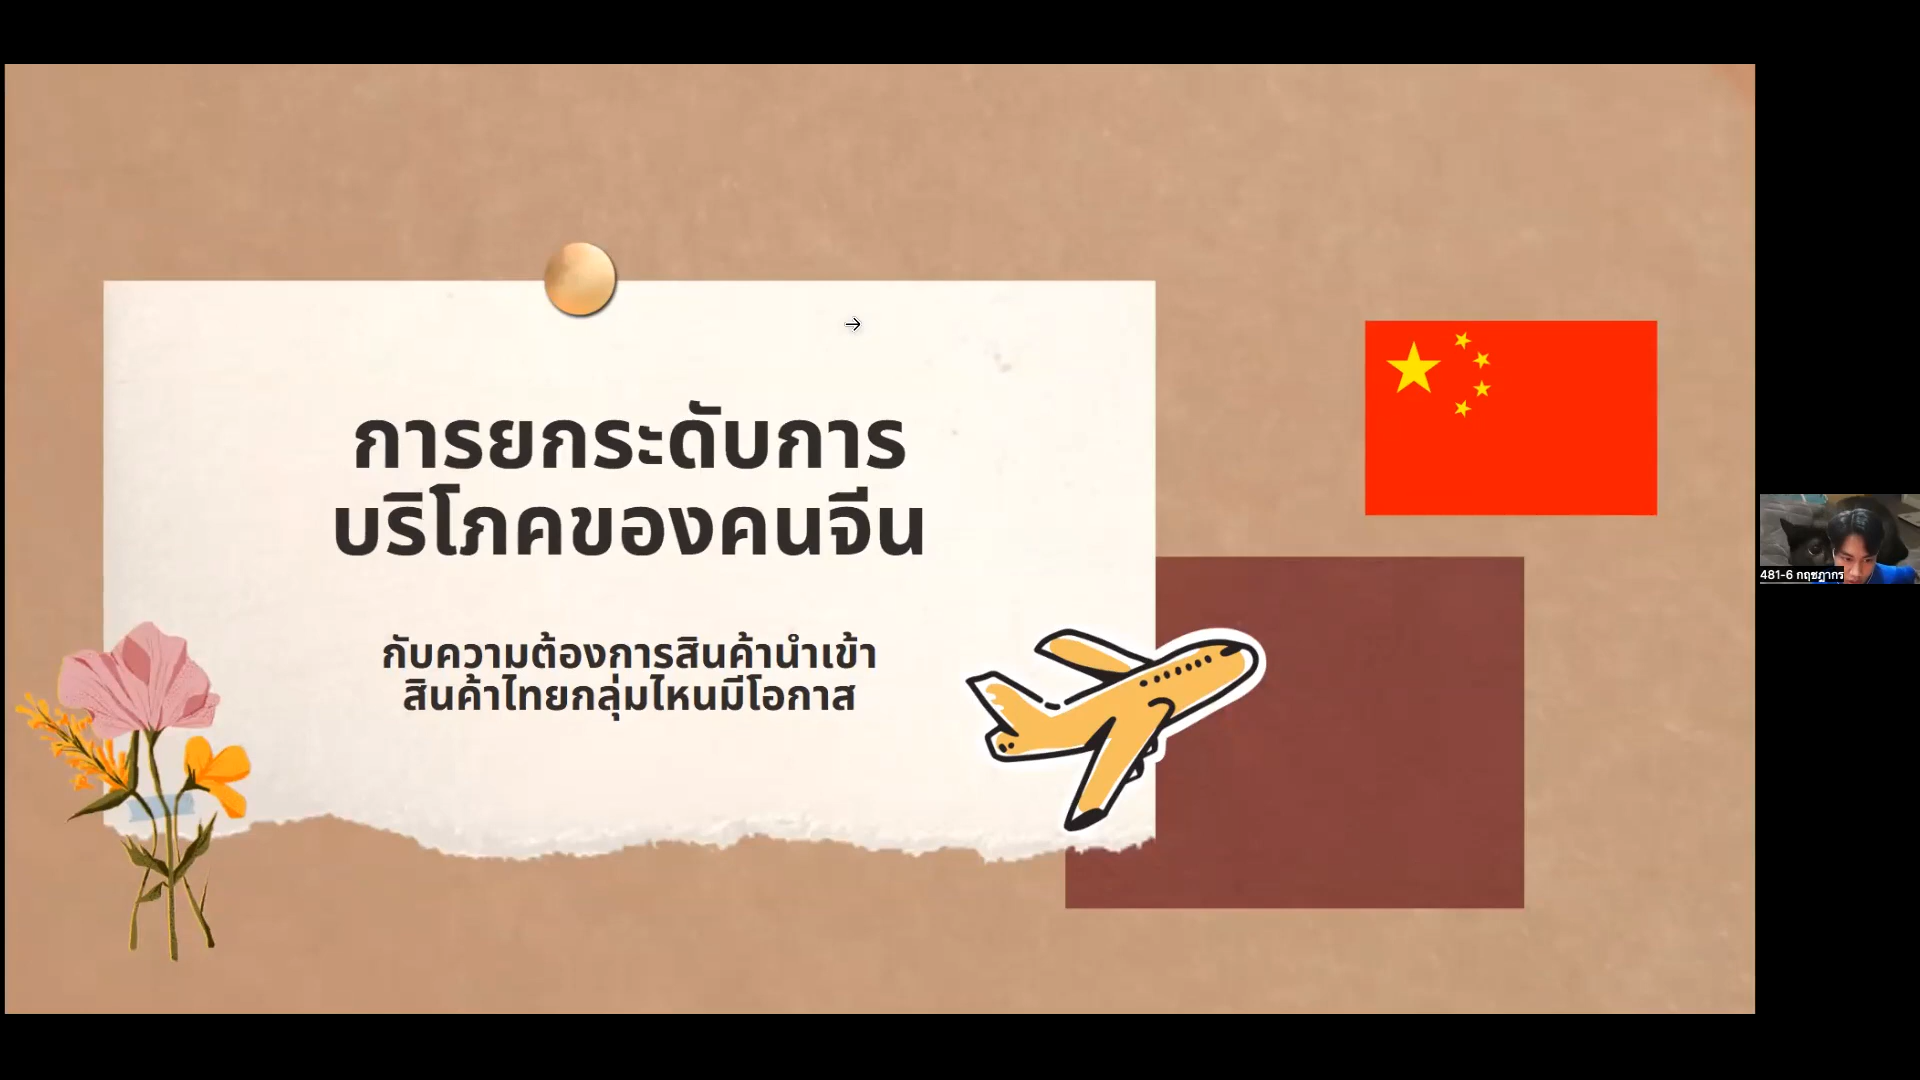 การยกระดับการ
บริโภคของคนจีน
กับความต้องการสินค้านำเข้า
สินค้าไทยกลุ่มไหนมีโอกาส
481-6 กฤชฎากร